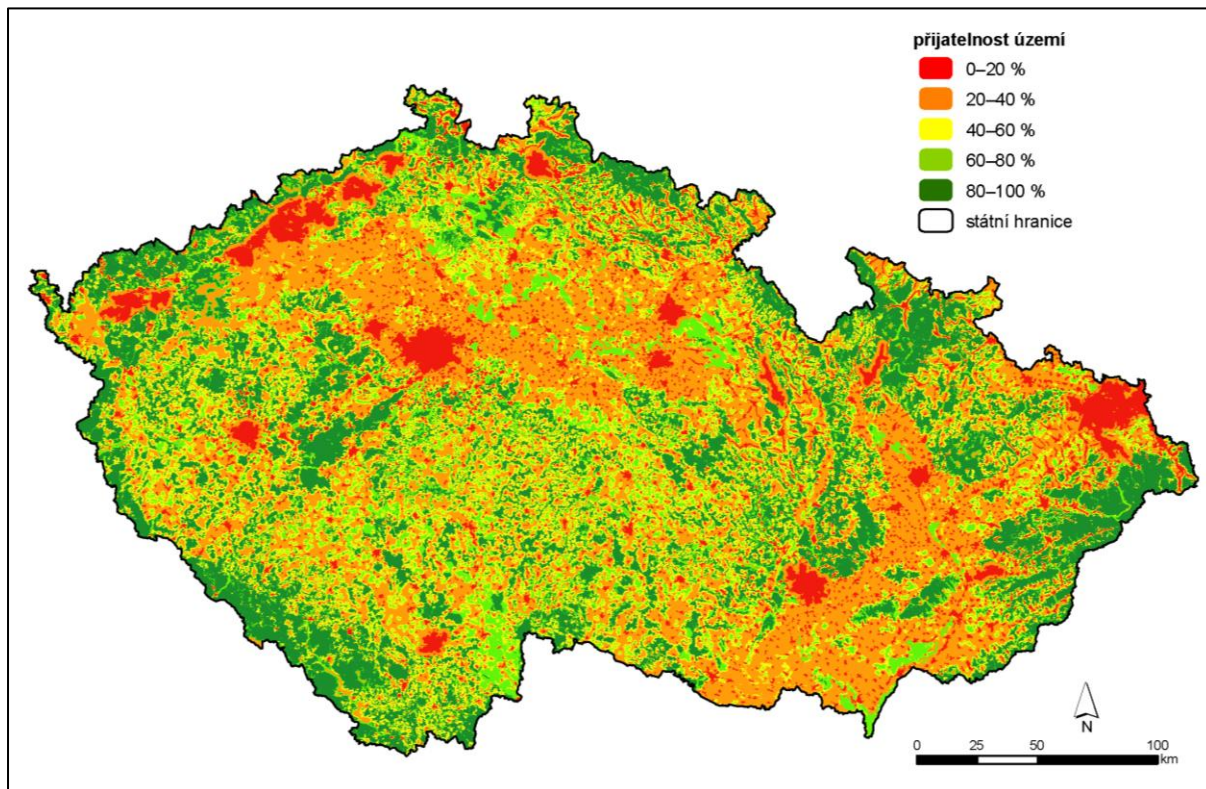 přijatelnost území
0–20 %
20–40 %
40–60 %
60–80 %
80–100 %
státní hranice
N
0 25 50 100
km